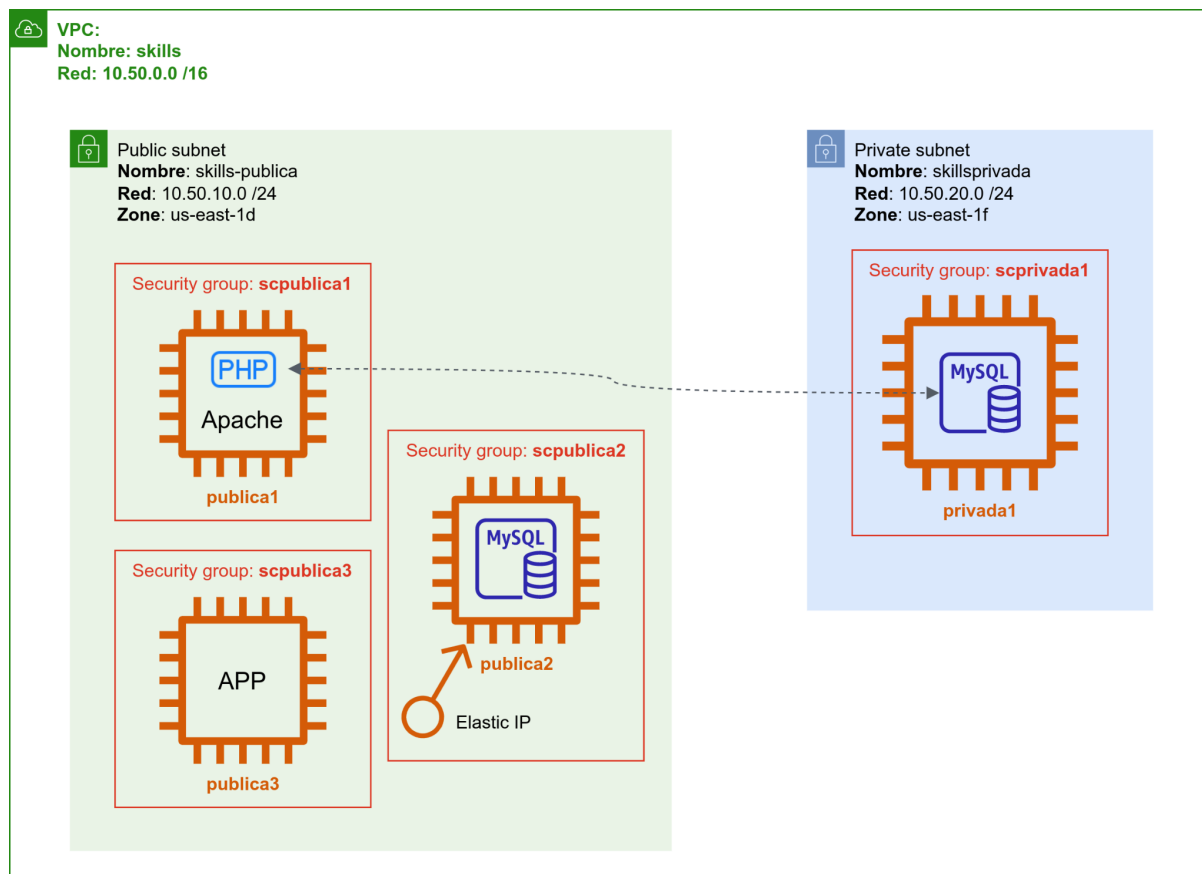 VPC:
Nombre: skills
Red: 10.50.0.0 /16
Public subnet
Nombre: skills-publica
Red: 10.50.10.0 /24
Zone: us-east-1d
Security group: scpublica1
PHP
Apache
publica1
Security group: scpublica2
MySQL
publica2
Elastic IP
Security group: scpublica3
APP
publica3
Private subnet
Nombre: skillsprivada
Red: 10.50.20.0 /24
Zone: us-east-1f
Security group: scprivada1
MySQL
privada1